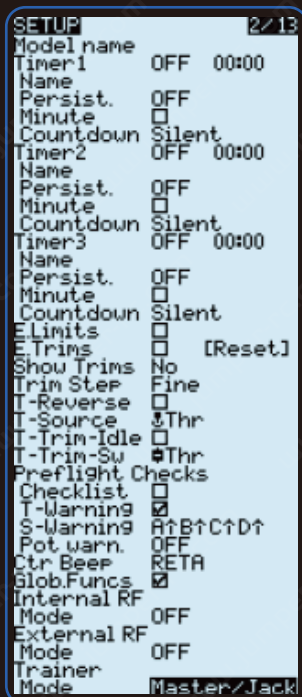 SETUP 2/13
Model name
Timer1 OFF 00:00
Name
Persist. OFF
Minute ☐
Countdown Silent
Timer2 OFF 00:00
Name
Persist. OFF
Minute ☐
Countdown Silent
Timer3 OFF 00:00
Name
Persist. OFF
Minute ☐
Countdown Silent
E.Limits ☐
E.Trims ☐ [Reset]
Show Trims No
Trim Step Fine
T-Reverse ☐
T-Source Thr
T-Trim-Idle ☐
T-Trim-Sw Thr
Preflight Checks
Checklist ☐
T-Warning ☑
S-Warning A↑B↑C↑D↑
Pot warn. OFF
Ctr Beep RETA
Glob.Funcs ☑
Internal RF
Mode OFF
External RF
Mode OFF
Trainer
Mode Master/Jack